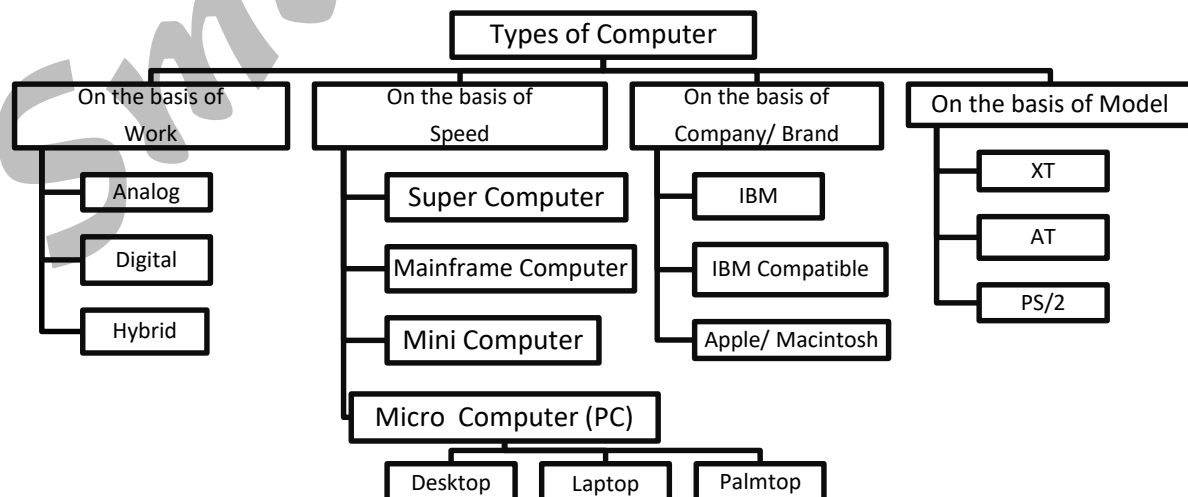 Types of Computer
On the basis of
Work
Analog
Digital
Hybrid
On the basis of
Speed
Super Computer
Mainframe Computer
Mini Computer
Micro Computer (PC)
Desktop
Laptop
Palmtop
On the basis of
Company/ Brand
IBM
IBM Compatible
Apple/ Macintosh
On the basis of Model
XT
AT
PS/2